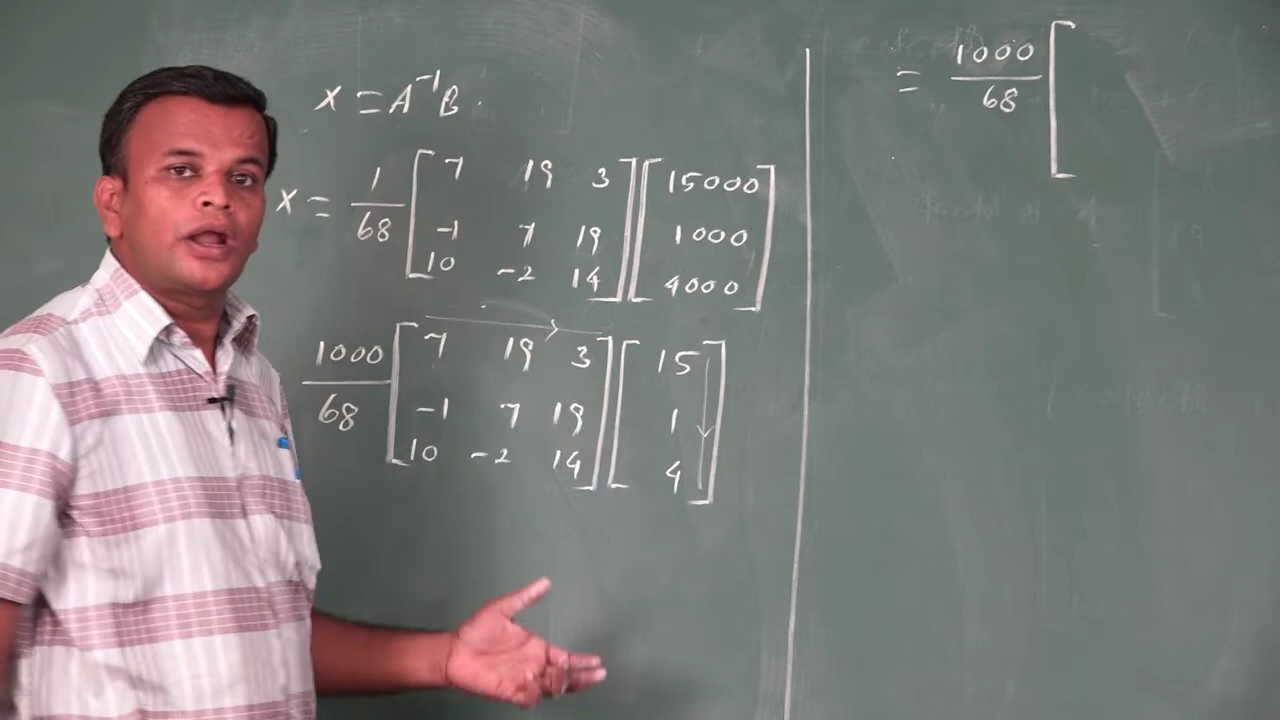 X = A⁻¹B.
X = 1/68 [7 19 3] [15000]
[-1 7 19] [1000]
[10 -2 14] [4000]
1000/68 [7 19 3] [15]
[-1 7 19] [1]
[10 -2 14] [4]
= 1000/68 [